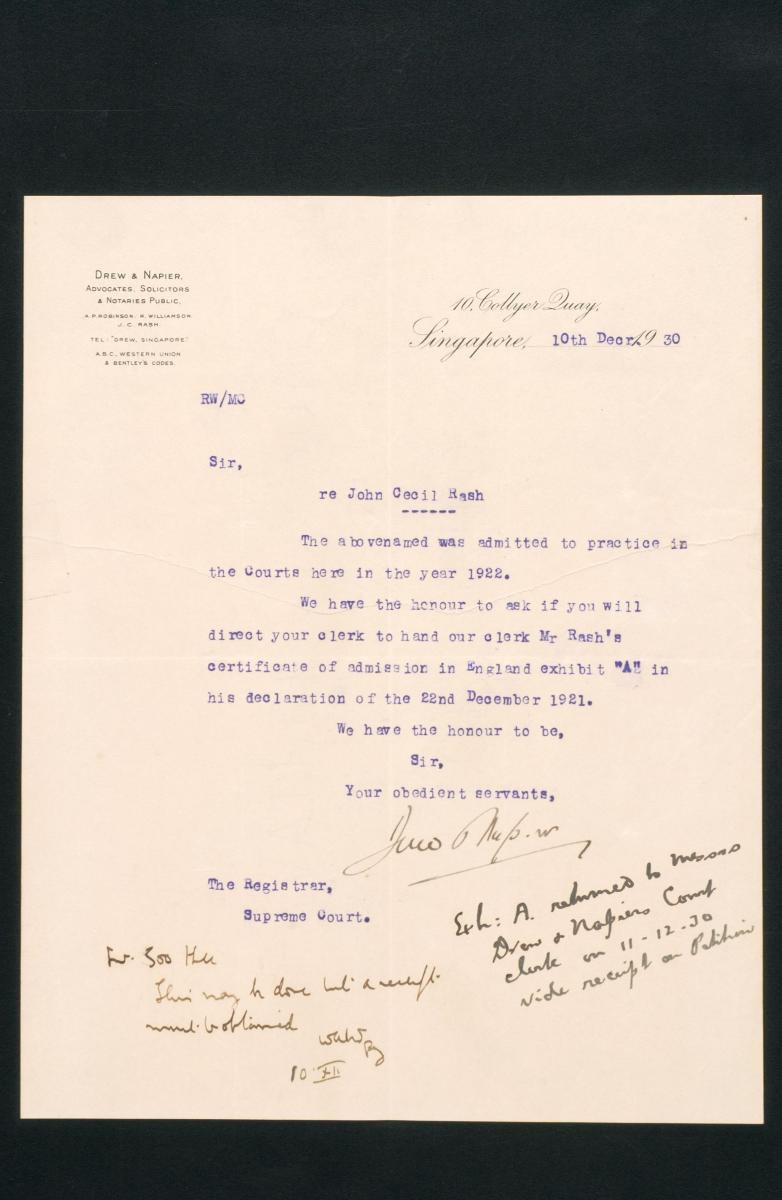 DREW & NAPIER,
ADVOCATES, SOLICITORS
& NOTARIES PUBLIC.
A.P. ROBINSON. R. WILLIAMSON.
J. C. RASH.
TEL: "DREW, SINGAPORE."
A.B.C., WESTERN UNION
& BENTLEY'S CODES.
10, Collyer Quay,
Singapore, 10th Decr. 1930
RW/MC
Sir,
re John Cecil Rash
------
The abovenamed was admitted to practice in
the Courts here in the year 1922.
We have the honour to ask if you will
direct your clerk to hand our clerk Mr Rash's
certificate of admission in England exhibit "A" in
his declaration of the 22nd December 1921.
We have the honour to be,
Sir,
Your obedient servants,
Drew & Napier
The Registrar,
Supreme Court.
Exh: A. returned to Messrs
Drew & Napiers Court
clerk on 11-12-30
vide receipt on Petition
Soo
This may be done but a receipt
must be obtained
10.XII